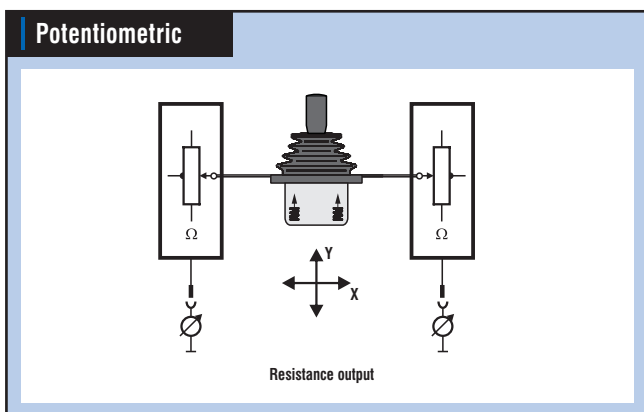 Potentiometric
Ω
Ω
Y
X
Resistance output